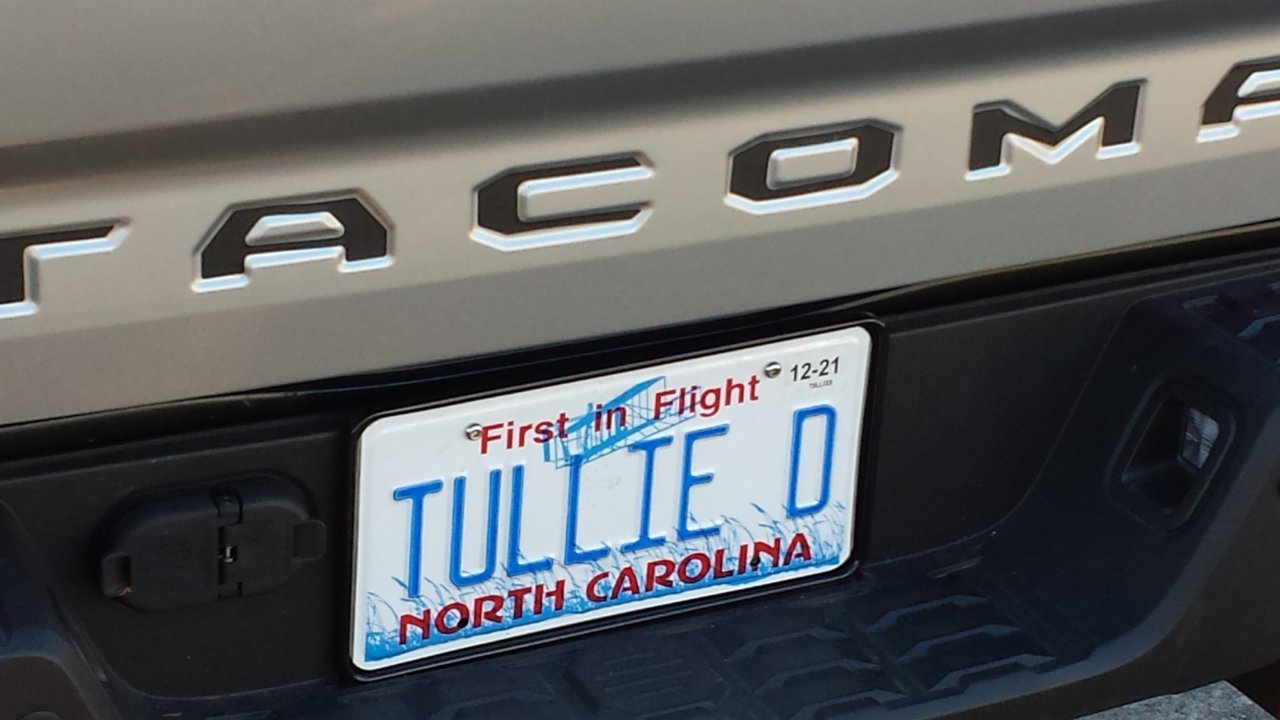 TACOMA
First in Flight
12-21
TULLIE D
NORTH CAROLINA